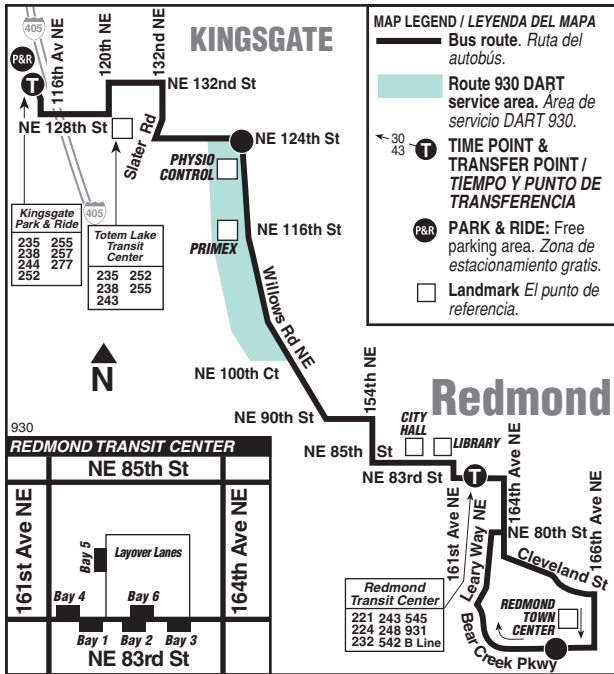 405
KINGSGATE
P&R
T
116th Av NE
120th NE
132nd NE
NE 132nd St
NE 128th St
Slater Rd
NE 124th St
PHYSIO
CONTROL
NE 116th St
PRIMEX
Willows Rd NE
NE 100th Ct
Kingsgate
Park & Ride
235 255
238 257
244 277
252
405
Totem Lake
Transit
Center
235 252
238 255
243
N
MAP LEGEND / LEYENDA DEL MAPA
Bus route. Ruta del
autobús.
Route 930 DART
service area. Área de
servicio DART 930.
30
43
T
TIME POINT &
TRANSFER POINT /
TIEMPO Y PUNTO DE
TRANSFERENCIA
P&R
PARK & RIDE: Free
parking area. Zona de
estacionamiento gratis.
Landmark El punto de
referencia.
Redmond
NE 90th St
154th NE
CITY
HALL
LIBRARY
NE 85th St
NE 83rd St
T
161st Ave NE
164th Ave NE
166th Ave NE
NE 80th St
Leary Way NE
Cleveland St
REDMOND
TOWN
CENTER
Bear Creek Pkwy
Redmond
Transit Center
221 243 545
224 248 931
232 542 B Line
930
REDMOND TRANSIT CENTER
NE 85th St
161st Ave NE
164th Ave NE
Bay 5
Layover Lanes
Bay 4
Bay 6
Bay 1
Bay 2
Bay 3
NE 83rd St